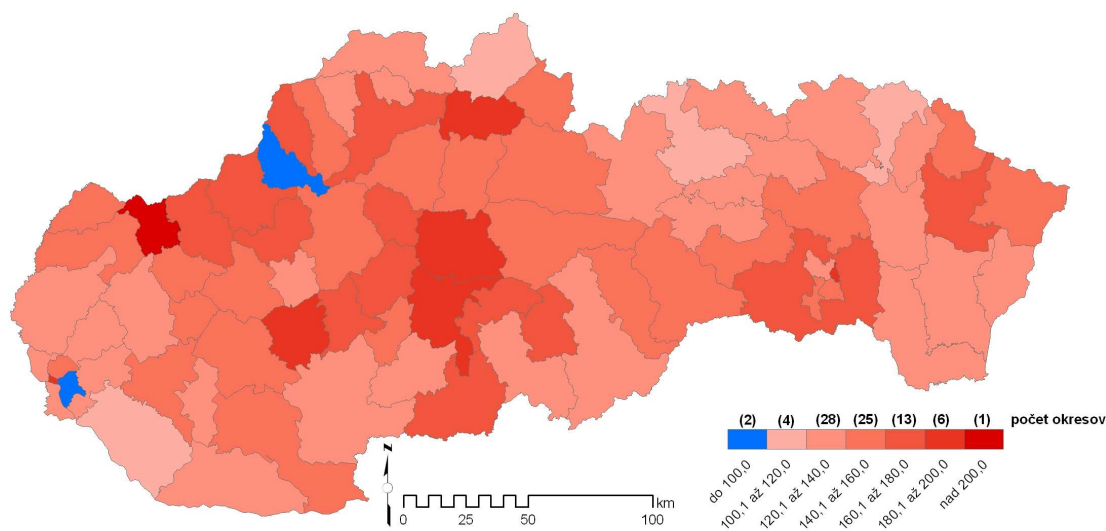 (2) (4) (28) (25) (13) (6) (1) počet okresov
do 100,0
100,1 až 120,0
120,1 až 140,0
140,1 až 160,0
160,1 až 180,0
180,1 až 200,0
nad 200,0
N
km
0 25 50 100